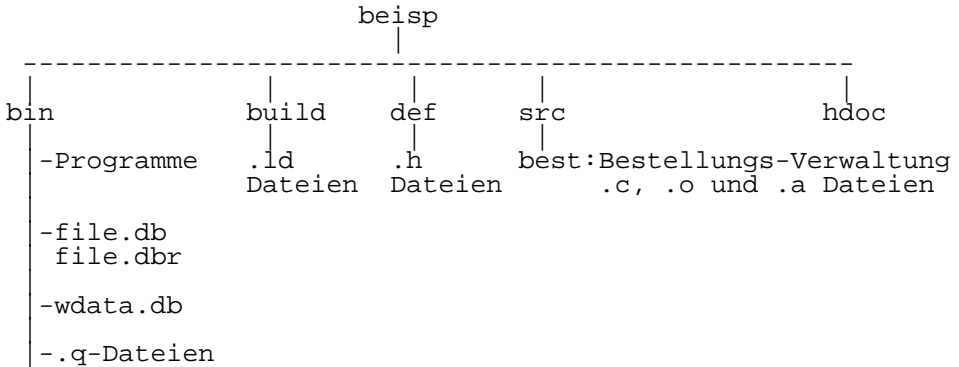 beisp
bin build def src hdoc
-Programme .ld .h best:Bestellungs-Verwaltung
Dateien Dateien .c, .o und .a Dateien
-file.db
file.dbr
-wdata.db
-.q-Dateien